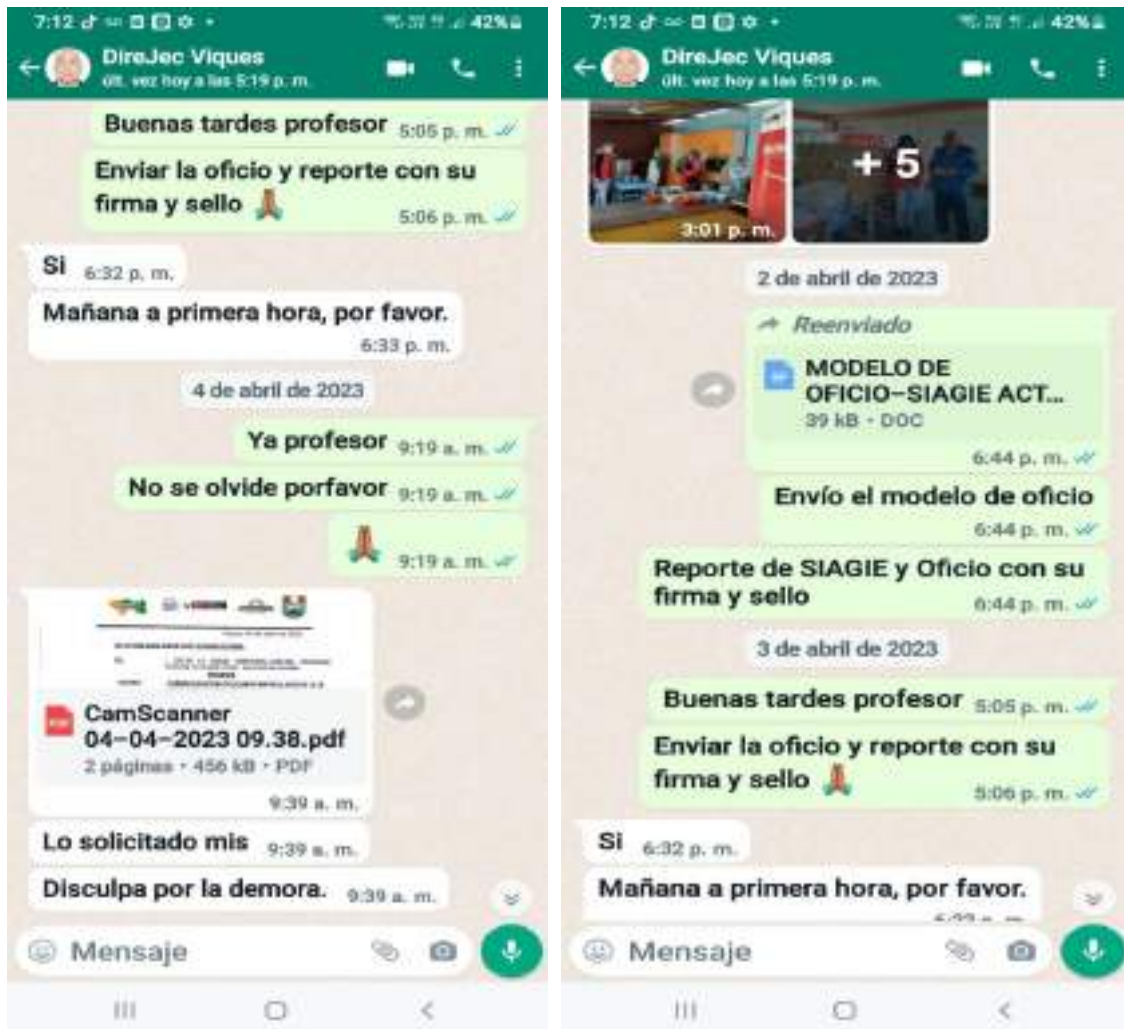 7:12
42%
DireJec Viques
últ. vez hoy a las 5:19 p. m.
Buenas tardes profesor 5:05 p. m.
Enviar la oficio y reporte con su
firma y sello 🙏
5:06 p. m.
Si 6:32 p. m.
Mañana a primera hora, por favor.
6:33 p. m.
4 de abril de 2023
Ya profesor 9:19 a. m.
No se olvide porfavor 9:19 a. m.
🙏 9:19 a. m.
CamScanner
04-04-2023 09.38.pdf
2 páginas • 456 kB • PDF
9:39 a. m.
Lo solicitado mis 9:39 a. m.
Disculpa por la demora. 9:39 a. m.
Mensaje
7:12
42%
DireJec Viques
últ. vez hoy a las 5:19 p. m.
+ 5
3:01 p. m.
2 de abril de 2023
Reenviado
MODELO DE
OFICIO-SIAGIE ACT...
39 kB • DOC
6:44 p. m.
Envío el modelo de oficio
6:44 p. m.
Reporte de SIAGIE y Oficio con su
firma y sello
6:44 p. m.
3 de abril de 2023
Buenas tardes profesor 5:05 p. m.
Enviar la oficio y reporte con su
firma y sello 🙏
5:06 p. m.
Si 6:32 p. m.
Mañana a primera hora, por favor.
Mensaje